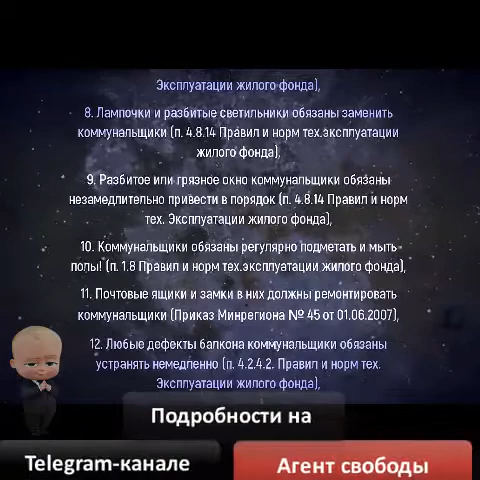 Эксплуатации жилого фонда),
8. Лампочки и разбитые светильники обязаны заменить
коммунальщики (п. 4.8.14 Правил и норм тех.эксплуатации
жилого фонда),
9. Разбитое или грязное окно коммунальщики обязаны
незамедлительно привести в порядок (п. 4.8.14 Правил и норм
тех. Эксплуатации жилого фонда),
10. Коммунальщики обязаны регулярно подметать и мыть
полы! (п. 1.8 Правил и норм тех.эксплуатации жилого фонда),
11. Почтовые ящики и замки в них должны ремонтировать
коммунальщики (Приказ Минрегиона № 45 от 01.06.2007),
12. Любые дефекты балкона коммунальщики обязаны
устранять немедленно (п. 4.2.4.2. Правил и норм тех.
Эксплуатации жилого фонда),
Подробности на
Telegram-канале
Агент свободы